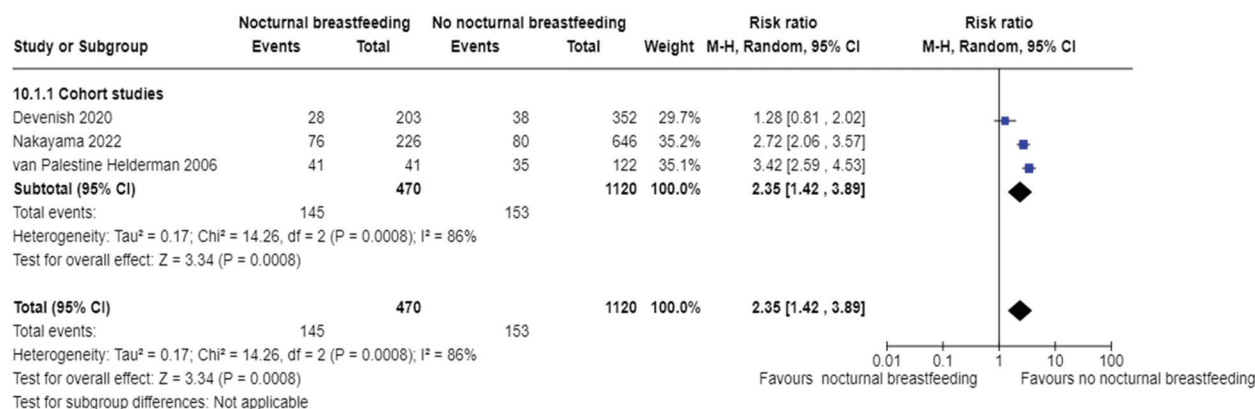 Nocturnal breastfeeding No nocturnal breastfeeding Risk ratio Risk ratio
Study or Subgroup Events Total Events Total Weight M-H, Random, 95% CI M-H, Random, 95% CI
10.1.1 Cohort studies
Devenish 2020 28 203 38 352 29.7% 1.28 [0.81 , 2.02]
Nakayama 2022 76 226 80 646 35.2% 2.72 [2.06 , 3.57]
van Palestine Helderman 2006 41 41 35 122 35.1% 3.42 [2.59 , 4.53]
Subtotal (95% CI) 470 1120 100.0% 2.35 [1.42 , 3.89]
Total events: 145 153
Heterogeneity: Tau² = 0.17; Chi² = 14.26, df = 2 (P = 0.0008); I² = 86%
Test for overall effect: Z = 3.34 (P = 0.0008)
Total (95% CI) 470 1120 100.0% 2.35 [1.42 , 3.89]
Total events: 145 153
Heterogeneity: Tau² = 0.17; Chi² = 14.26, df = 2 (P = 0.0008); I² = 86%
0.01 0.1 1 10 100
Test for overall effect: Z = 3.34 (P = 0.0008)
Favours nocturnal breastfeeding Favours no nocturnal breastfeeding
Test for subgroup differences: Not applicable